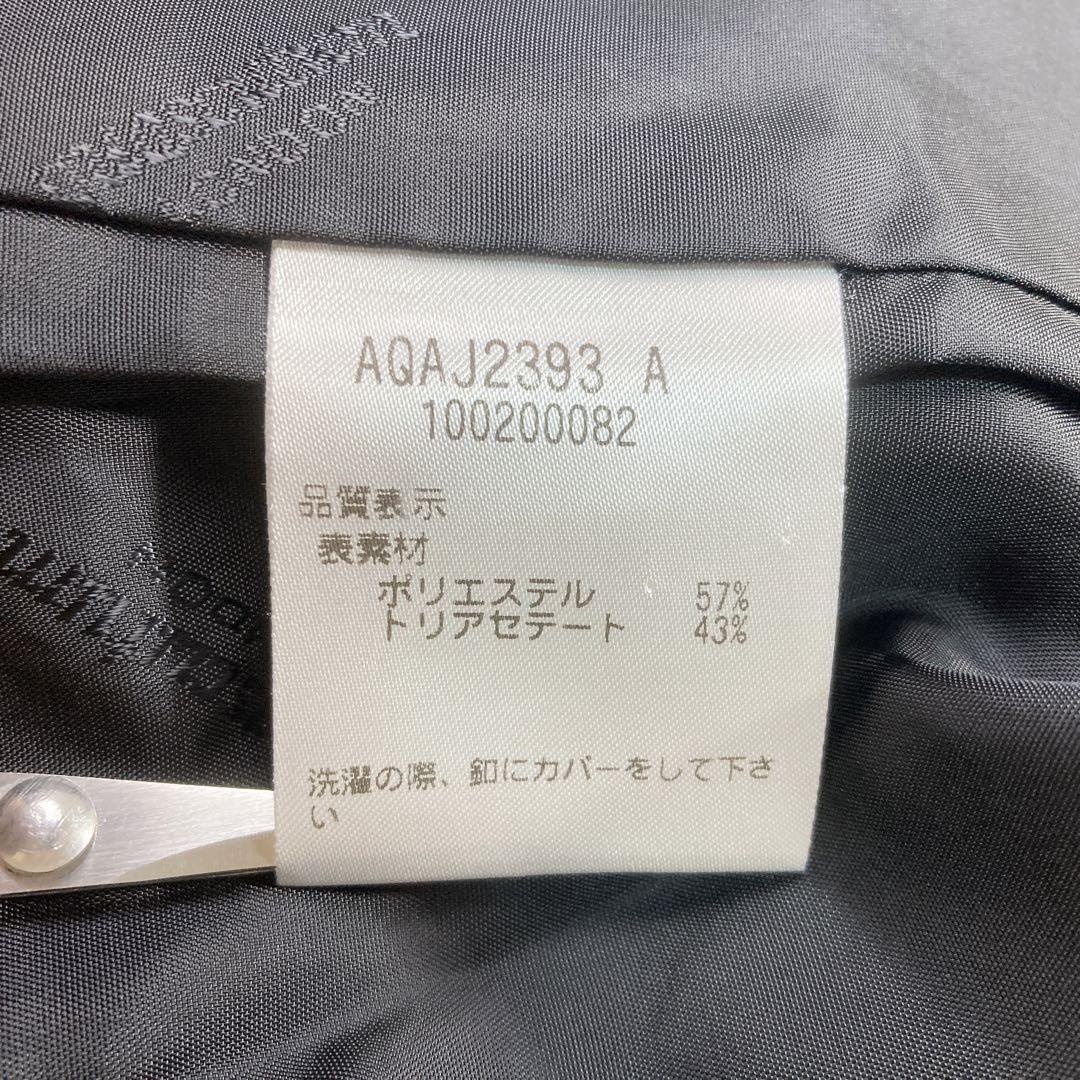 AQAJ2393 A
100200082
品質表示
表素材
ポリエステル 57%
トリアセテート 43%
洗濯の際、釦にカバーをして下さ
い